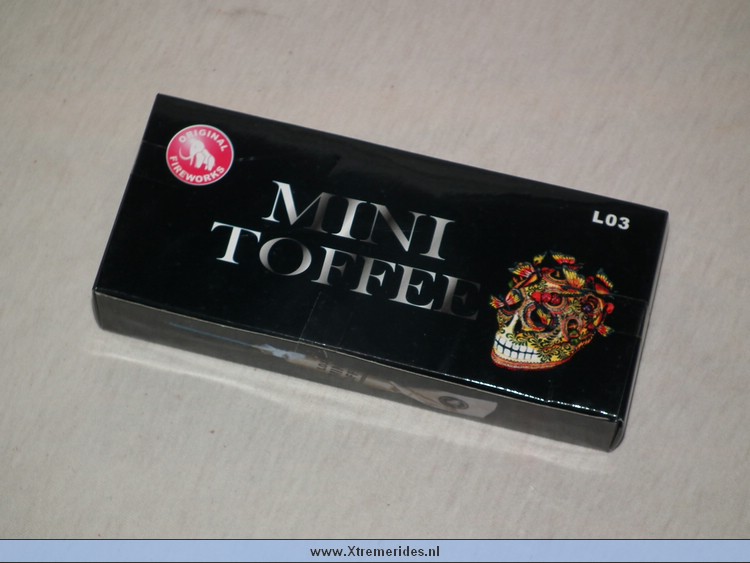 ORIGINAL
FIREWORKS
L03
MINI
TOFFEE
www.Xtremerides.nl